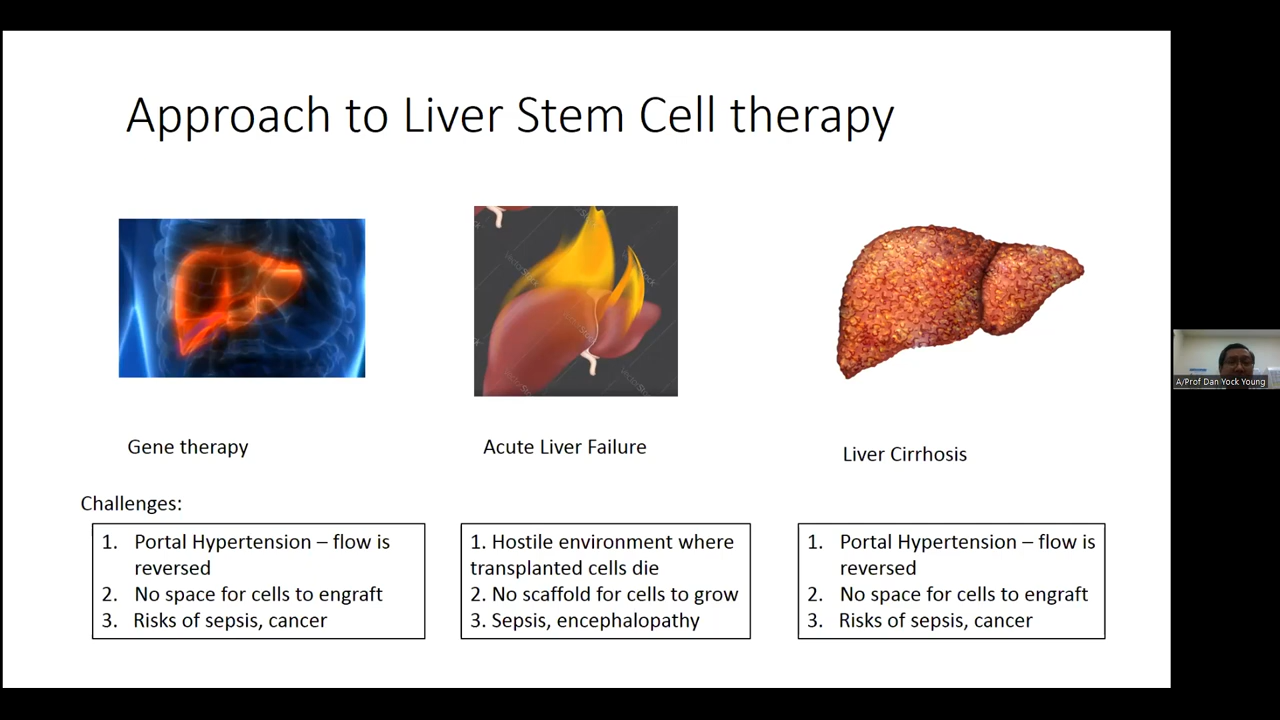 Approach to Liver Stem Cell therapy
VectorStock
VectorStock
VectorStock
Gene therapy
Acute Liver Failure
Liver Cirrhosis
A/Prof Dan Yock Young
Challenges:
1. Portal Hypertension – flow is
reversed
2. No space for cells to engraft
3. Risks of sepsis, cancer
1. Hostile environment where
transplanted cells die
2. No scaffold for cells to grow
3. Sepsis, encephalopathy
1. Portal Hypertension – flow is
reversed
2. No space for cells to engraft
3. Risks of sepsis, cancer